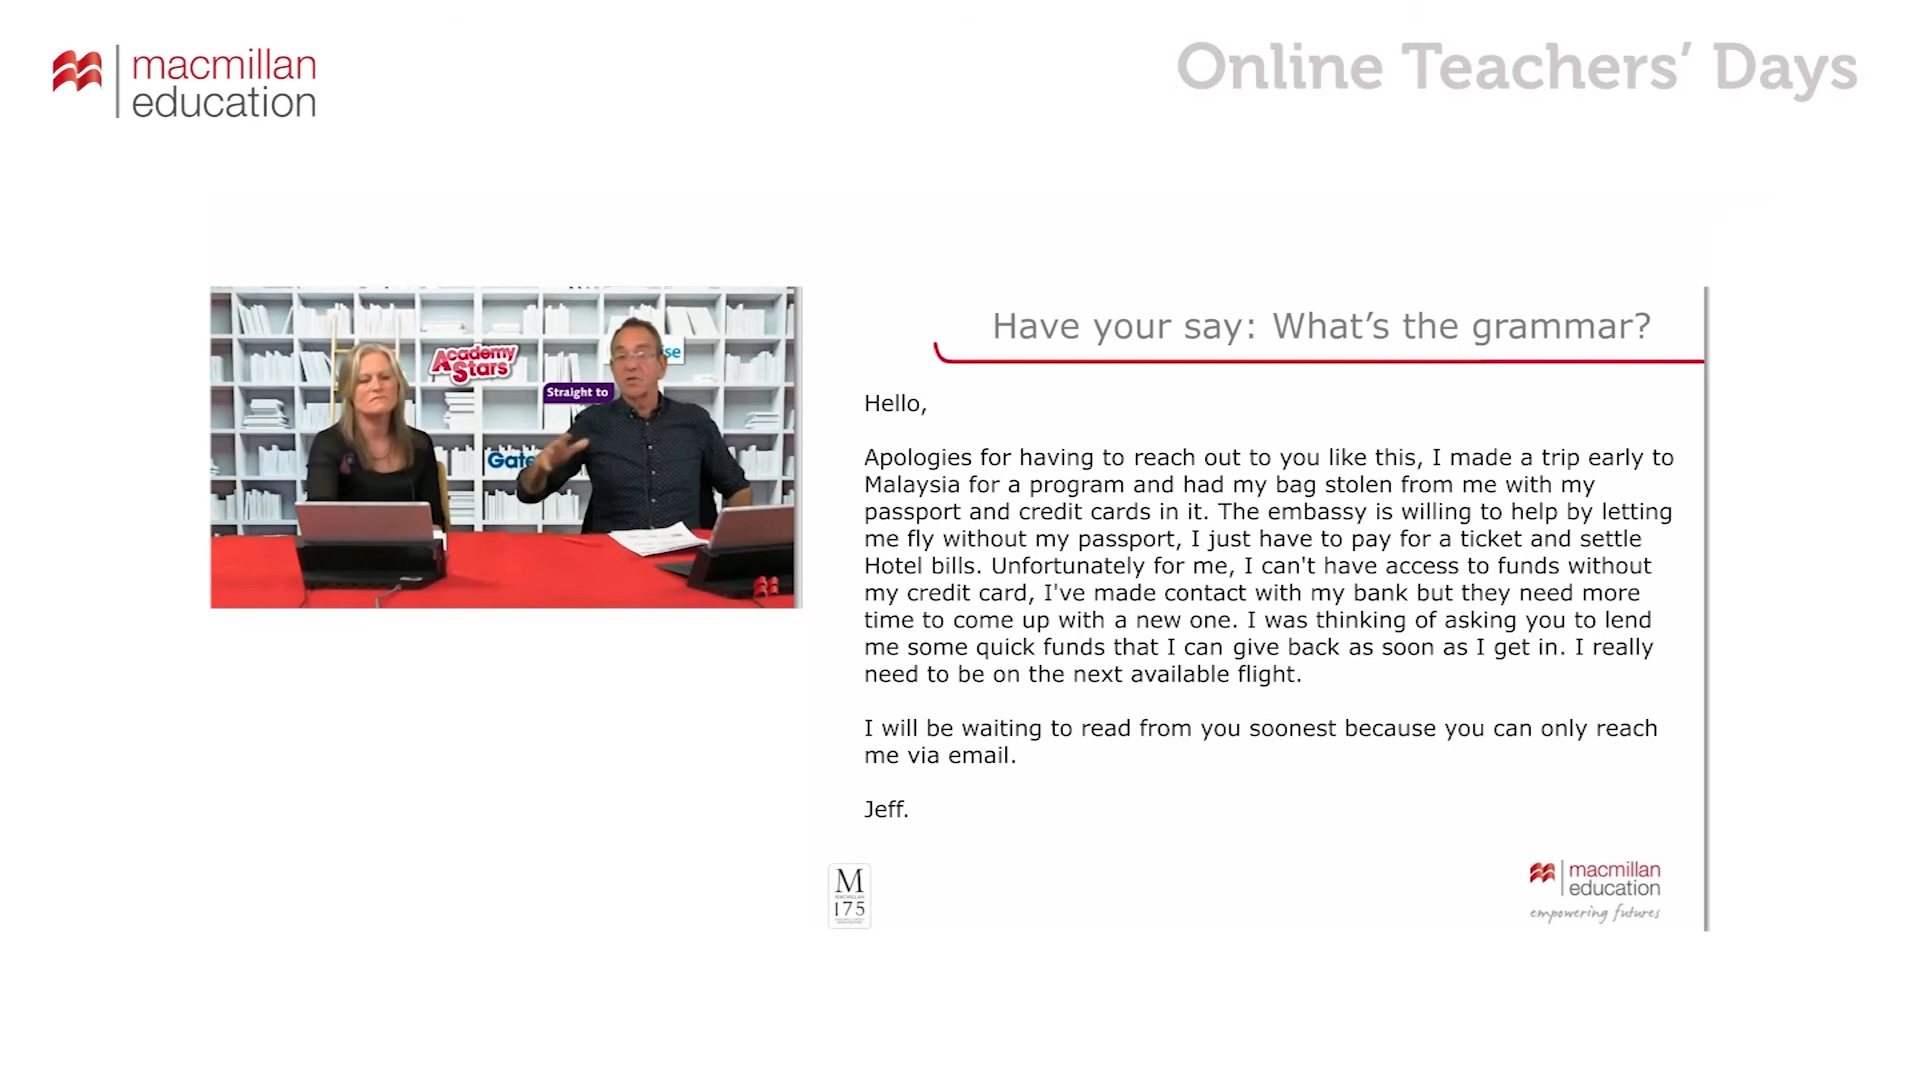 macmillan
education
Online Teachers’ Days
Academy
Stars
Straight to
Gate
se
Have your say: What’s the grammar?
Hello,
Apologies for having to reach out to you like this, I made a trip early to
Malaysia for a program and had my bag stolen from me with my
passport and credit cards in it. The embassy is willing to help by letting
me fly without my passport, I just have to pay for a ticket and settle
Hotel bills. Unfortunately for me, I can't have access to funds without
my credit card, I've made contact with my bank but they need more
time to come up with a new one. I was thinking of asking you to lend
me some quick funds that I can give back as soon as I get in. I really
need to be on the next available flight.
I will be waiting to read from you soonest because you can only reach
me via email.
Jeff.
M
175
macmillan
education
empowering futures